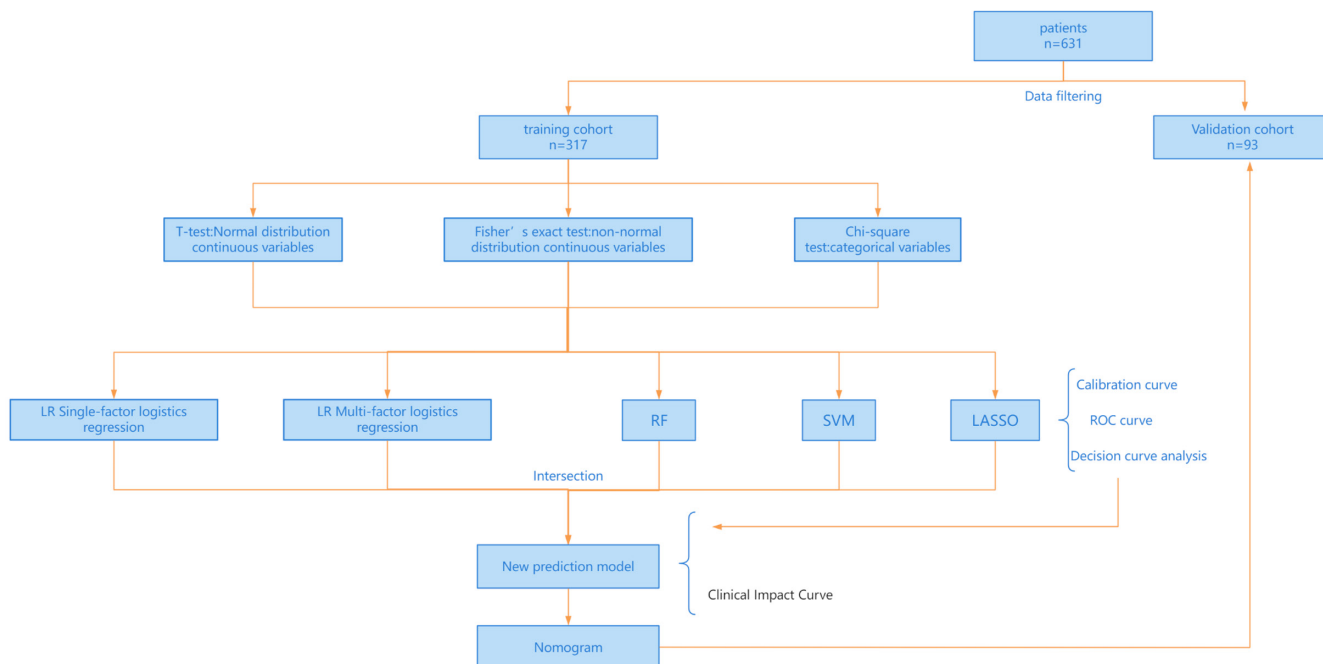 patients
n=631
Data filtering
training cohort
n=317
Validation cohort
n=93
T-test:Normal distribution
continuous variables
Fisher’s exact test:non-normal
distribution continuous variables
Chi-square
test:categorical variables
LR Single-factor logistics
regression
LR Multi-factor logistics
regression
RF
SVM
LASSO
Calibration curve
ROC curve
Decision curve analysis
Intersection
New prediction model
Clinical Impact Curve
Nomogram